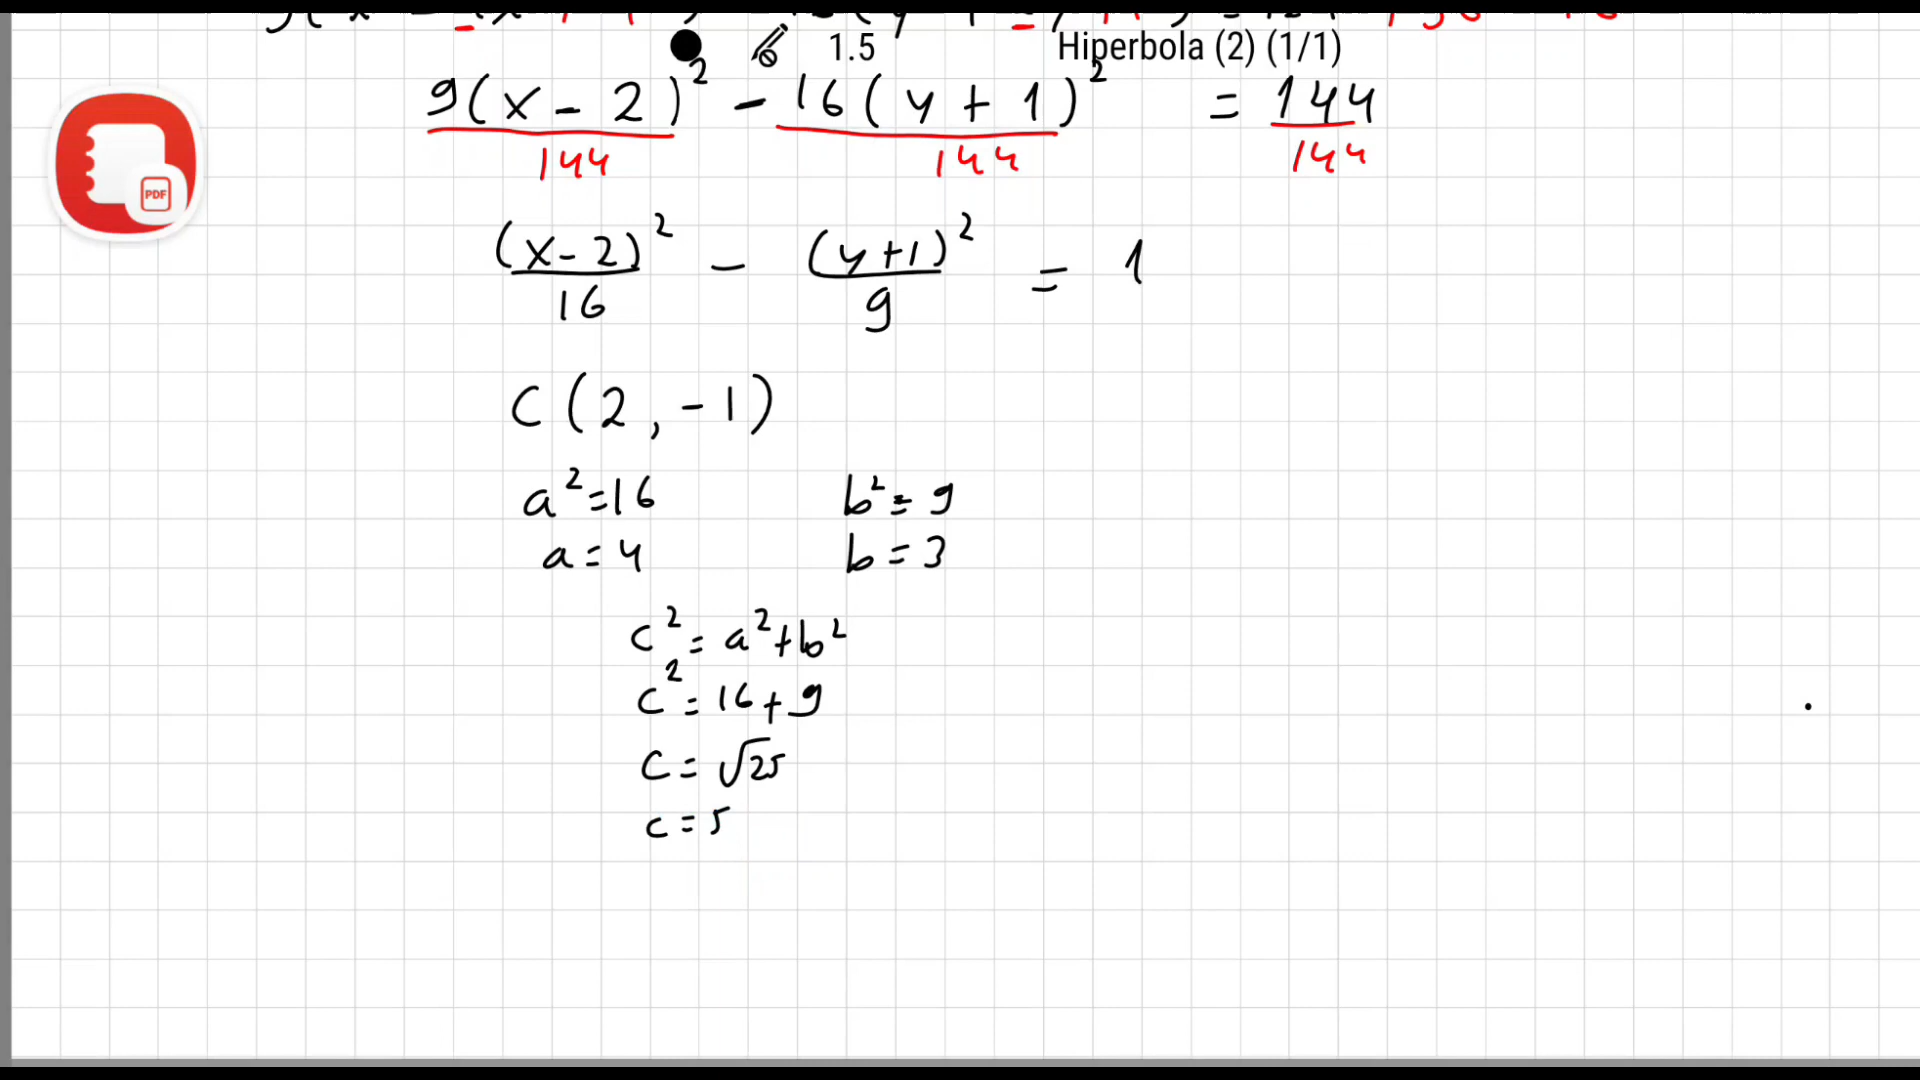 1.5 Hiperbola (2) (1/1)
9(x-2)² - 16(y+1)² = 144
144 144 144
PDF
(x-2)² - (y+1)² = 1
16 9
C(2,-1)
a²=16 b²=9
a=4 b=3
c²=a²+b²
c²=16+9
c=√25
c=5